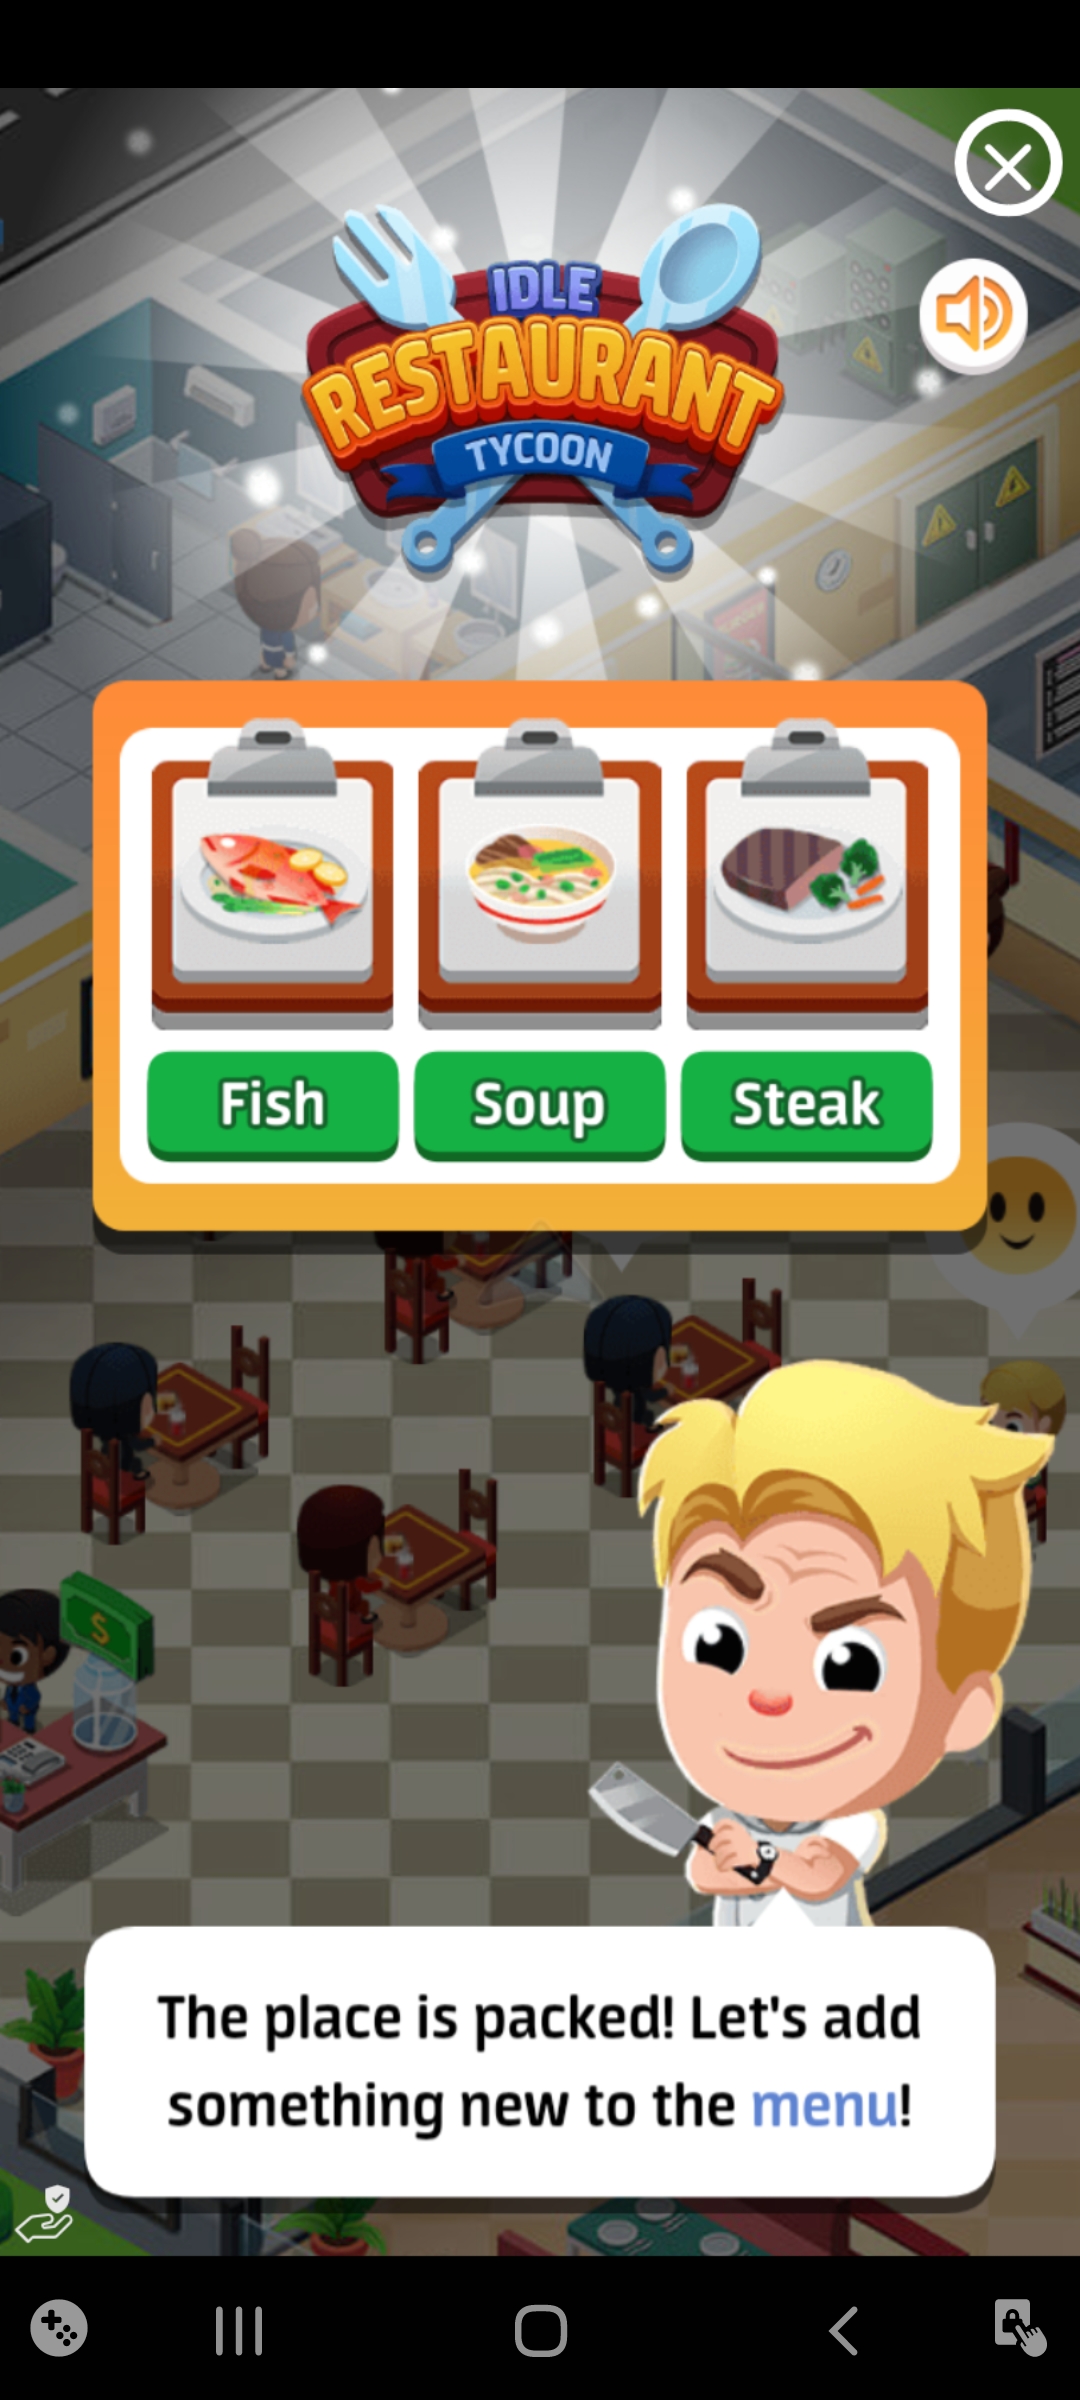 IDLE
RESTAURANT
TYCOON
Fish
Soup
Steak
$
The place is packed! Let's add
something new to the menu!